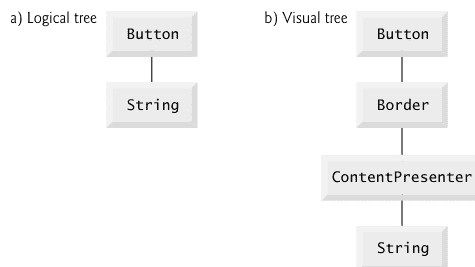 a) Logical tree
Button
String
b) Visual tree
Button
Border
ContentPresenter
String